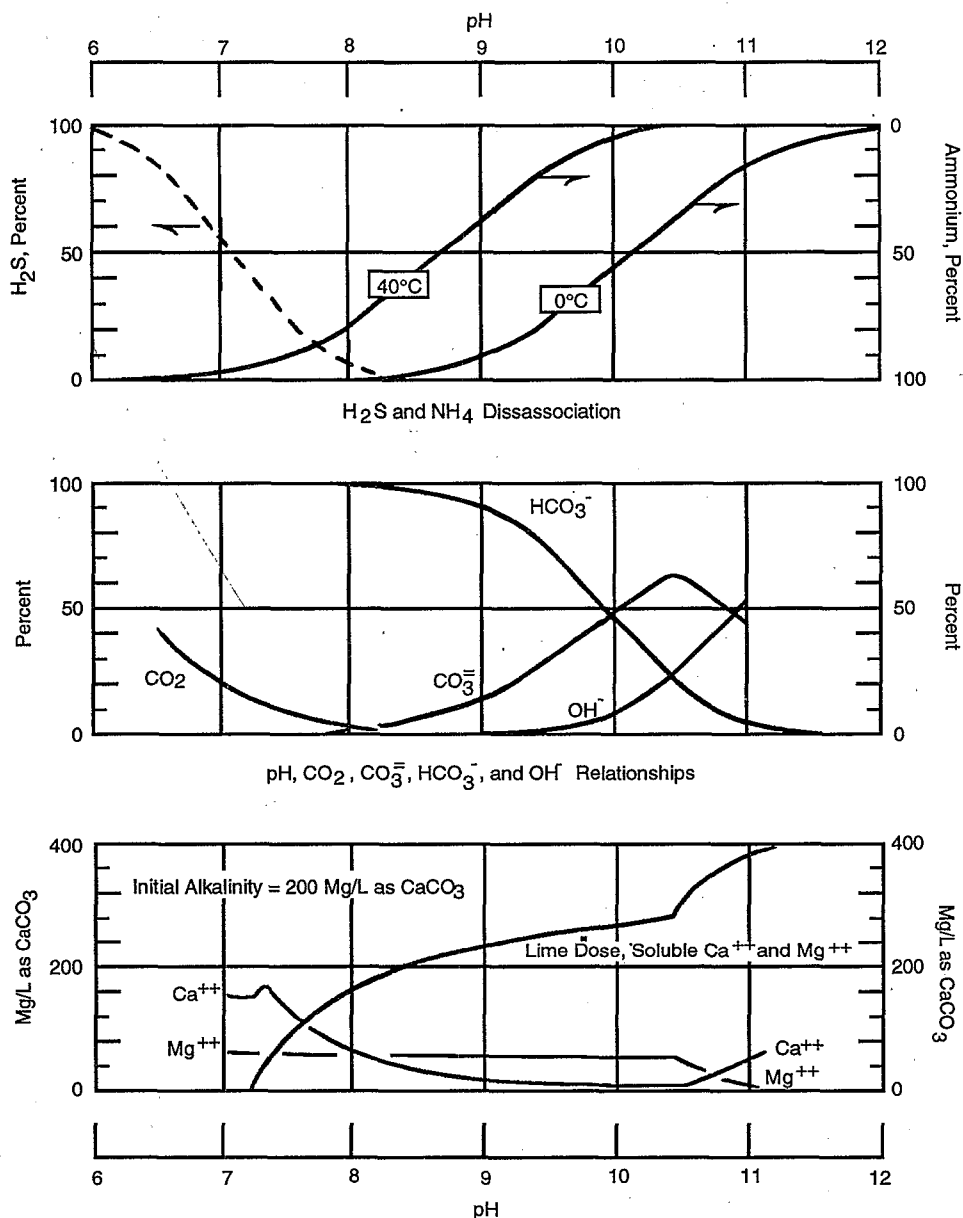 pH
6 7 8 9 10 11 12
100 0
50 50
0 100
H₂S, Percent
Ammonium, Percent
40°C
0°C
H₂S and NH₄ Dissassociation
100 100
50 50
0 0
Percent
Percent
HCO₃⁻
CO₂
CO₃⁼
OH⁻
pH, CO₂, CO₃⁼, HCO₃⁻, and OH⁻ Relationships
400 400
200 200
0 0
Mg/L as CaCO₃
Mg/L as CaCO₃
Initial Alkalinity = 200 Mg/L as CaCO₃
Lime Dose, Soluble Ca⁺⁺ and Mg⁺⁺
Ca⁺⁺
Mg⁺⁺
Ca⁺⁺
Mg⁺⁺
6 7 8 9 10 11 12
pH